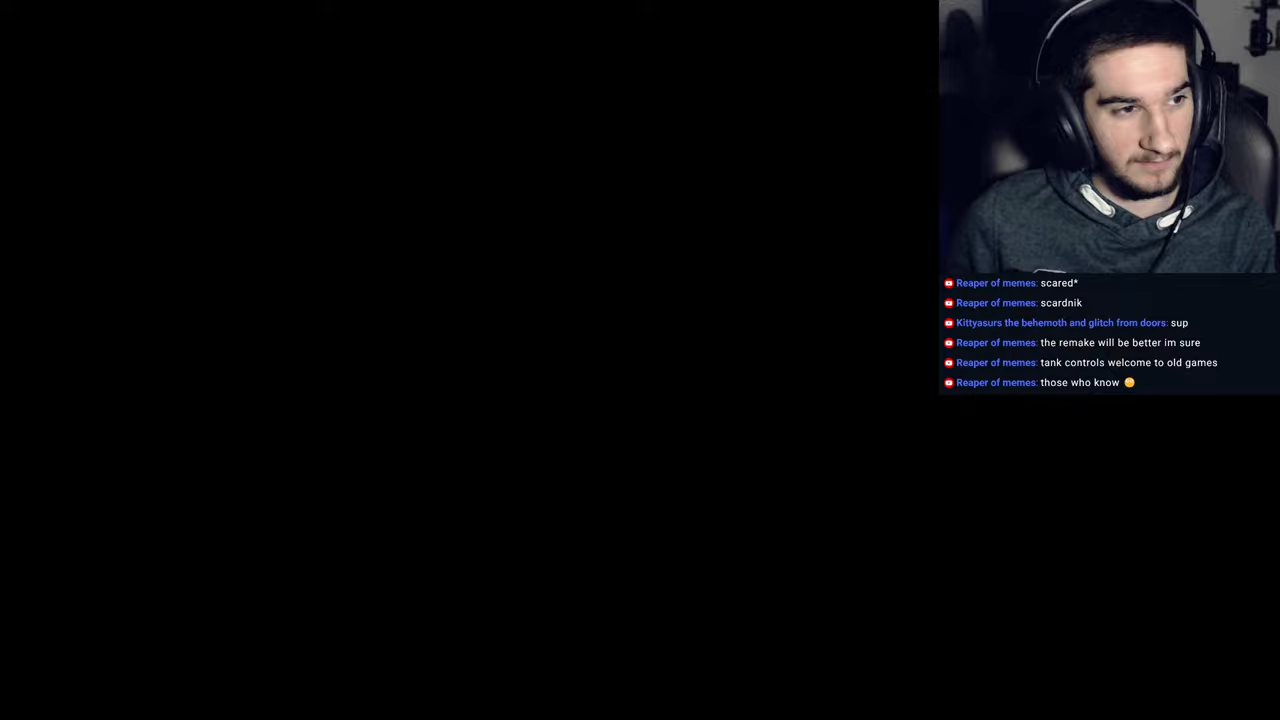 Reaper of memes: scared*
Reaper of memes: scardnik
Kittyasurs the behemoth and glitch from doors: sup
Reaper of memes: the remake will be better im sure
Reaper of memes: tank controls welcome to old games
Reaper of memes: those who know 😳